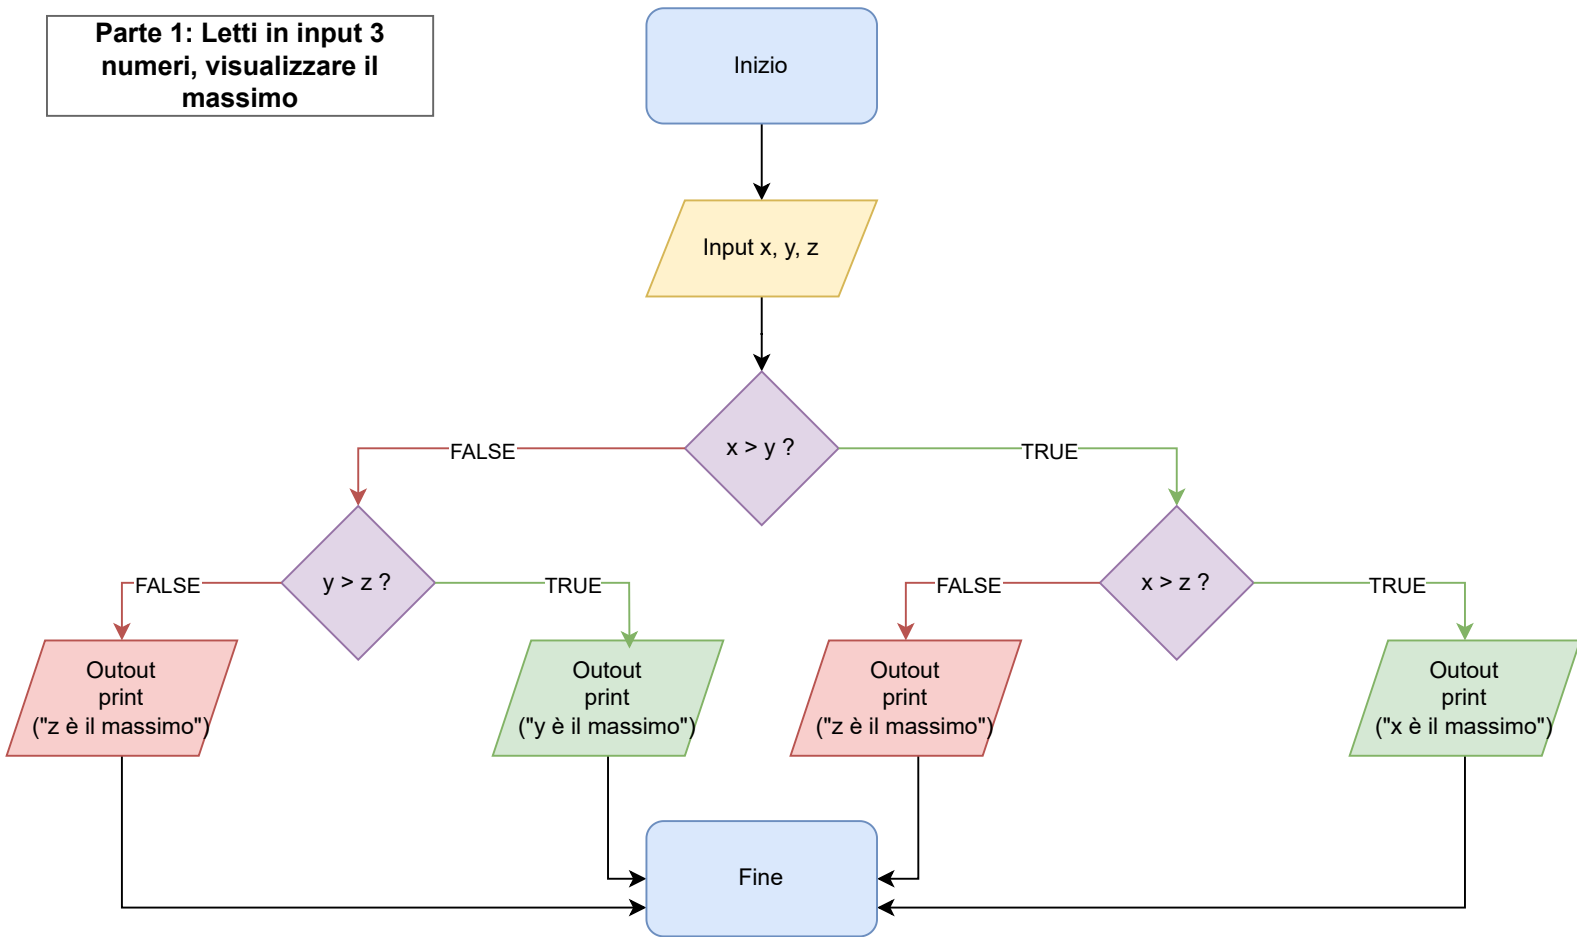 Parte 1: Letti in input 3
numeri, visualizzare il
massimo
Inizio
Input x, y, z
x > y ?
FALSE
TRUE
y > z ?
x > z ?
FALSE
TRUE
FALSE
TRUE
Outout
print
("z è il massimo")
Outout
print
("y è il massimo")
Outout
print
("z è il massimo")
Outout
print
("x è il massimo")
Fine